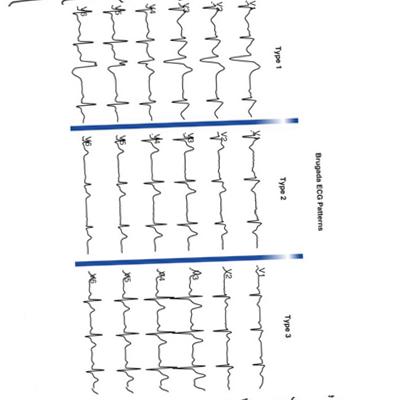 Brugada ECG Patterns
Type 1 Type 2 Type 3
V1 V1 V1
V2 V2 V2
V3 V3 V3
V4 V4 V4
V5 V5 V5
V6 V6 V6